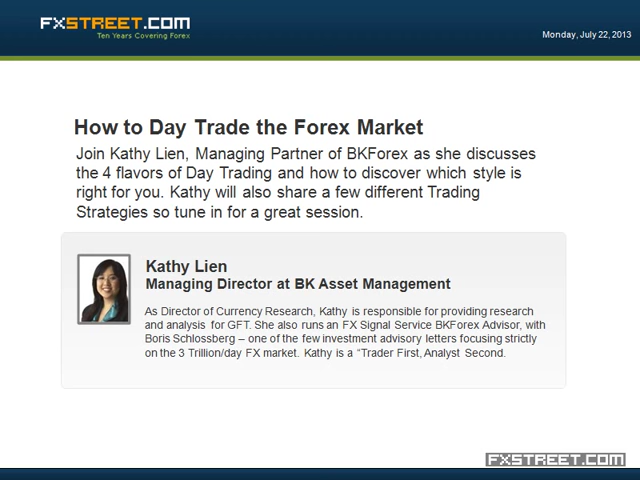 FXSTREET.COM
Ten Years Covering Forex
Monday, July 22, 2013
How to Day Trade the Forex Market
Join Kathy Lien, Managing Partner of BKForex as she discusses
the 4 flavors of Day Trading and how to discover which style is
right for you. Kathy will also share a few different Trading
Strategies so tune in for a great session.
Kathy Lien
Managing Director at BK Asset Management
As Director of Currency Research, Kathy is responsible for providing research
and analysis for GFT. She also runs an FX Signal Service BKForex Advisor, with
Boris Schlossberg – one of the few investment advisory letters focusing strictly
on the 3 Trillion/day FX market. Kathy is a “Trader First, Analyst Second.
FXSTREET.COM